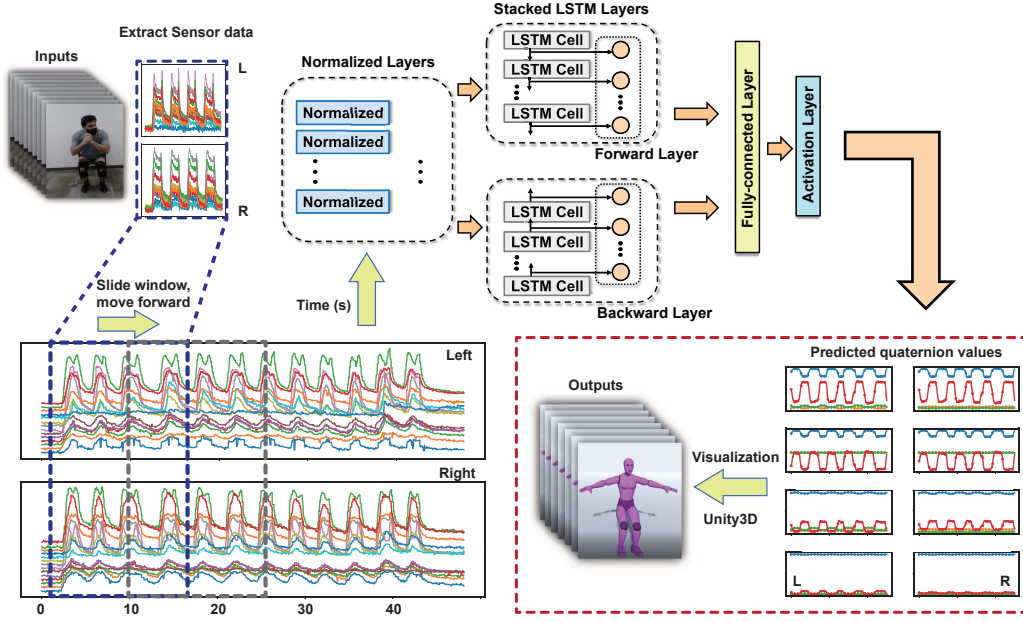 Stacked LSTM Layers
Extract Sensor data
Inputs
L
R
Normalized Layers
Normalized
Normalized
Normalized
LSTM Cell
LSTM Cell
LSTM Cell
Forward Layer
LSTM Cell
LSTM Cell
LSTM Cell
Backward Layer
Fully-connected Layer
Activation Layer
Slide window,
move forward
Time (s)
Left
Right
0 10 20 30 40
Predicted quaternion values
Outputs
Visualization
Unity3D
L
R